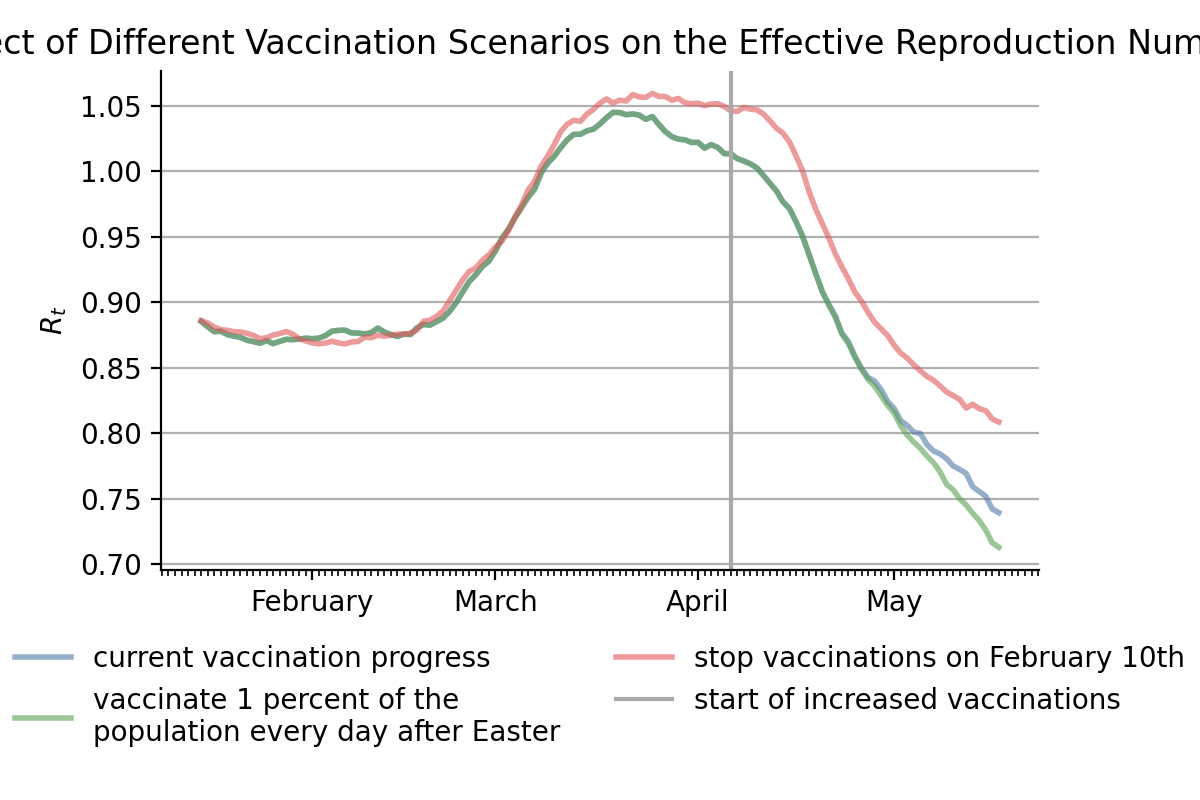 ect of Different Vaccination Scenarios on the Effective Reproduction Num
1.05
1.00
0.95
0.90
0.85
0.80
0.75
0.70
Rt
February March April May
current vaccination progress
vaccinate 1 percent of the
population every day after Easter
stop vaccinations on February 10th
start of increased vaccinations